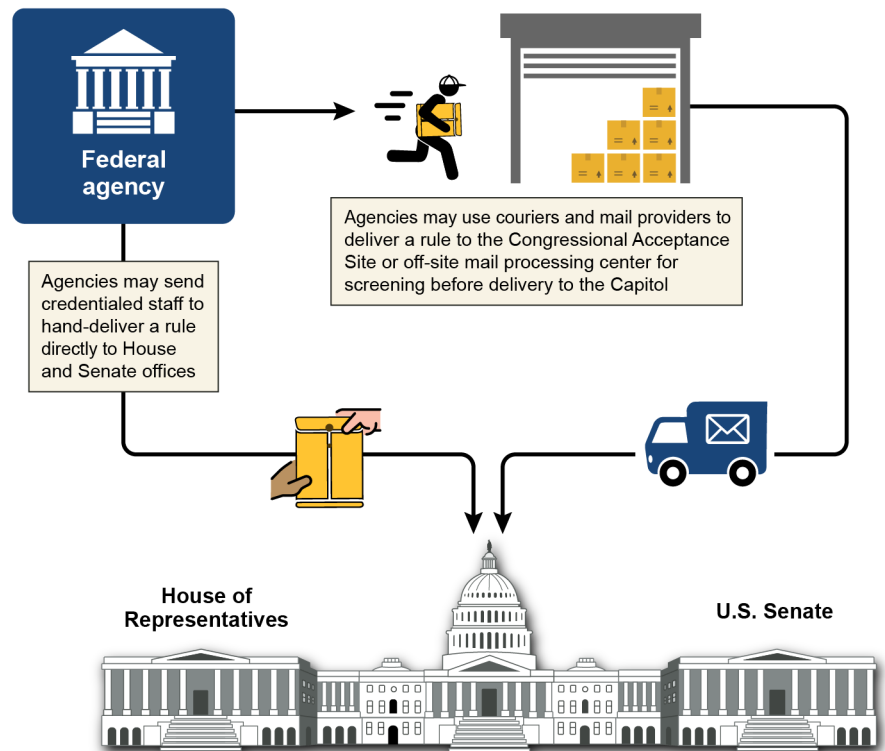 Federal
agency
Agencies may use couriers and mail providers to
deliver a rule to the Congressional Acceptance
Site or off-site mail processing center for
screening before delivery to the Capitol
Agencies may send
credentialed staff to
hand-deliver a rule
directly to House
and Senate offices
House of
Representatives
U.S. Senate